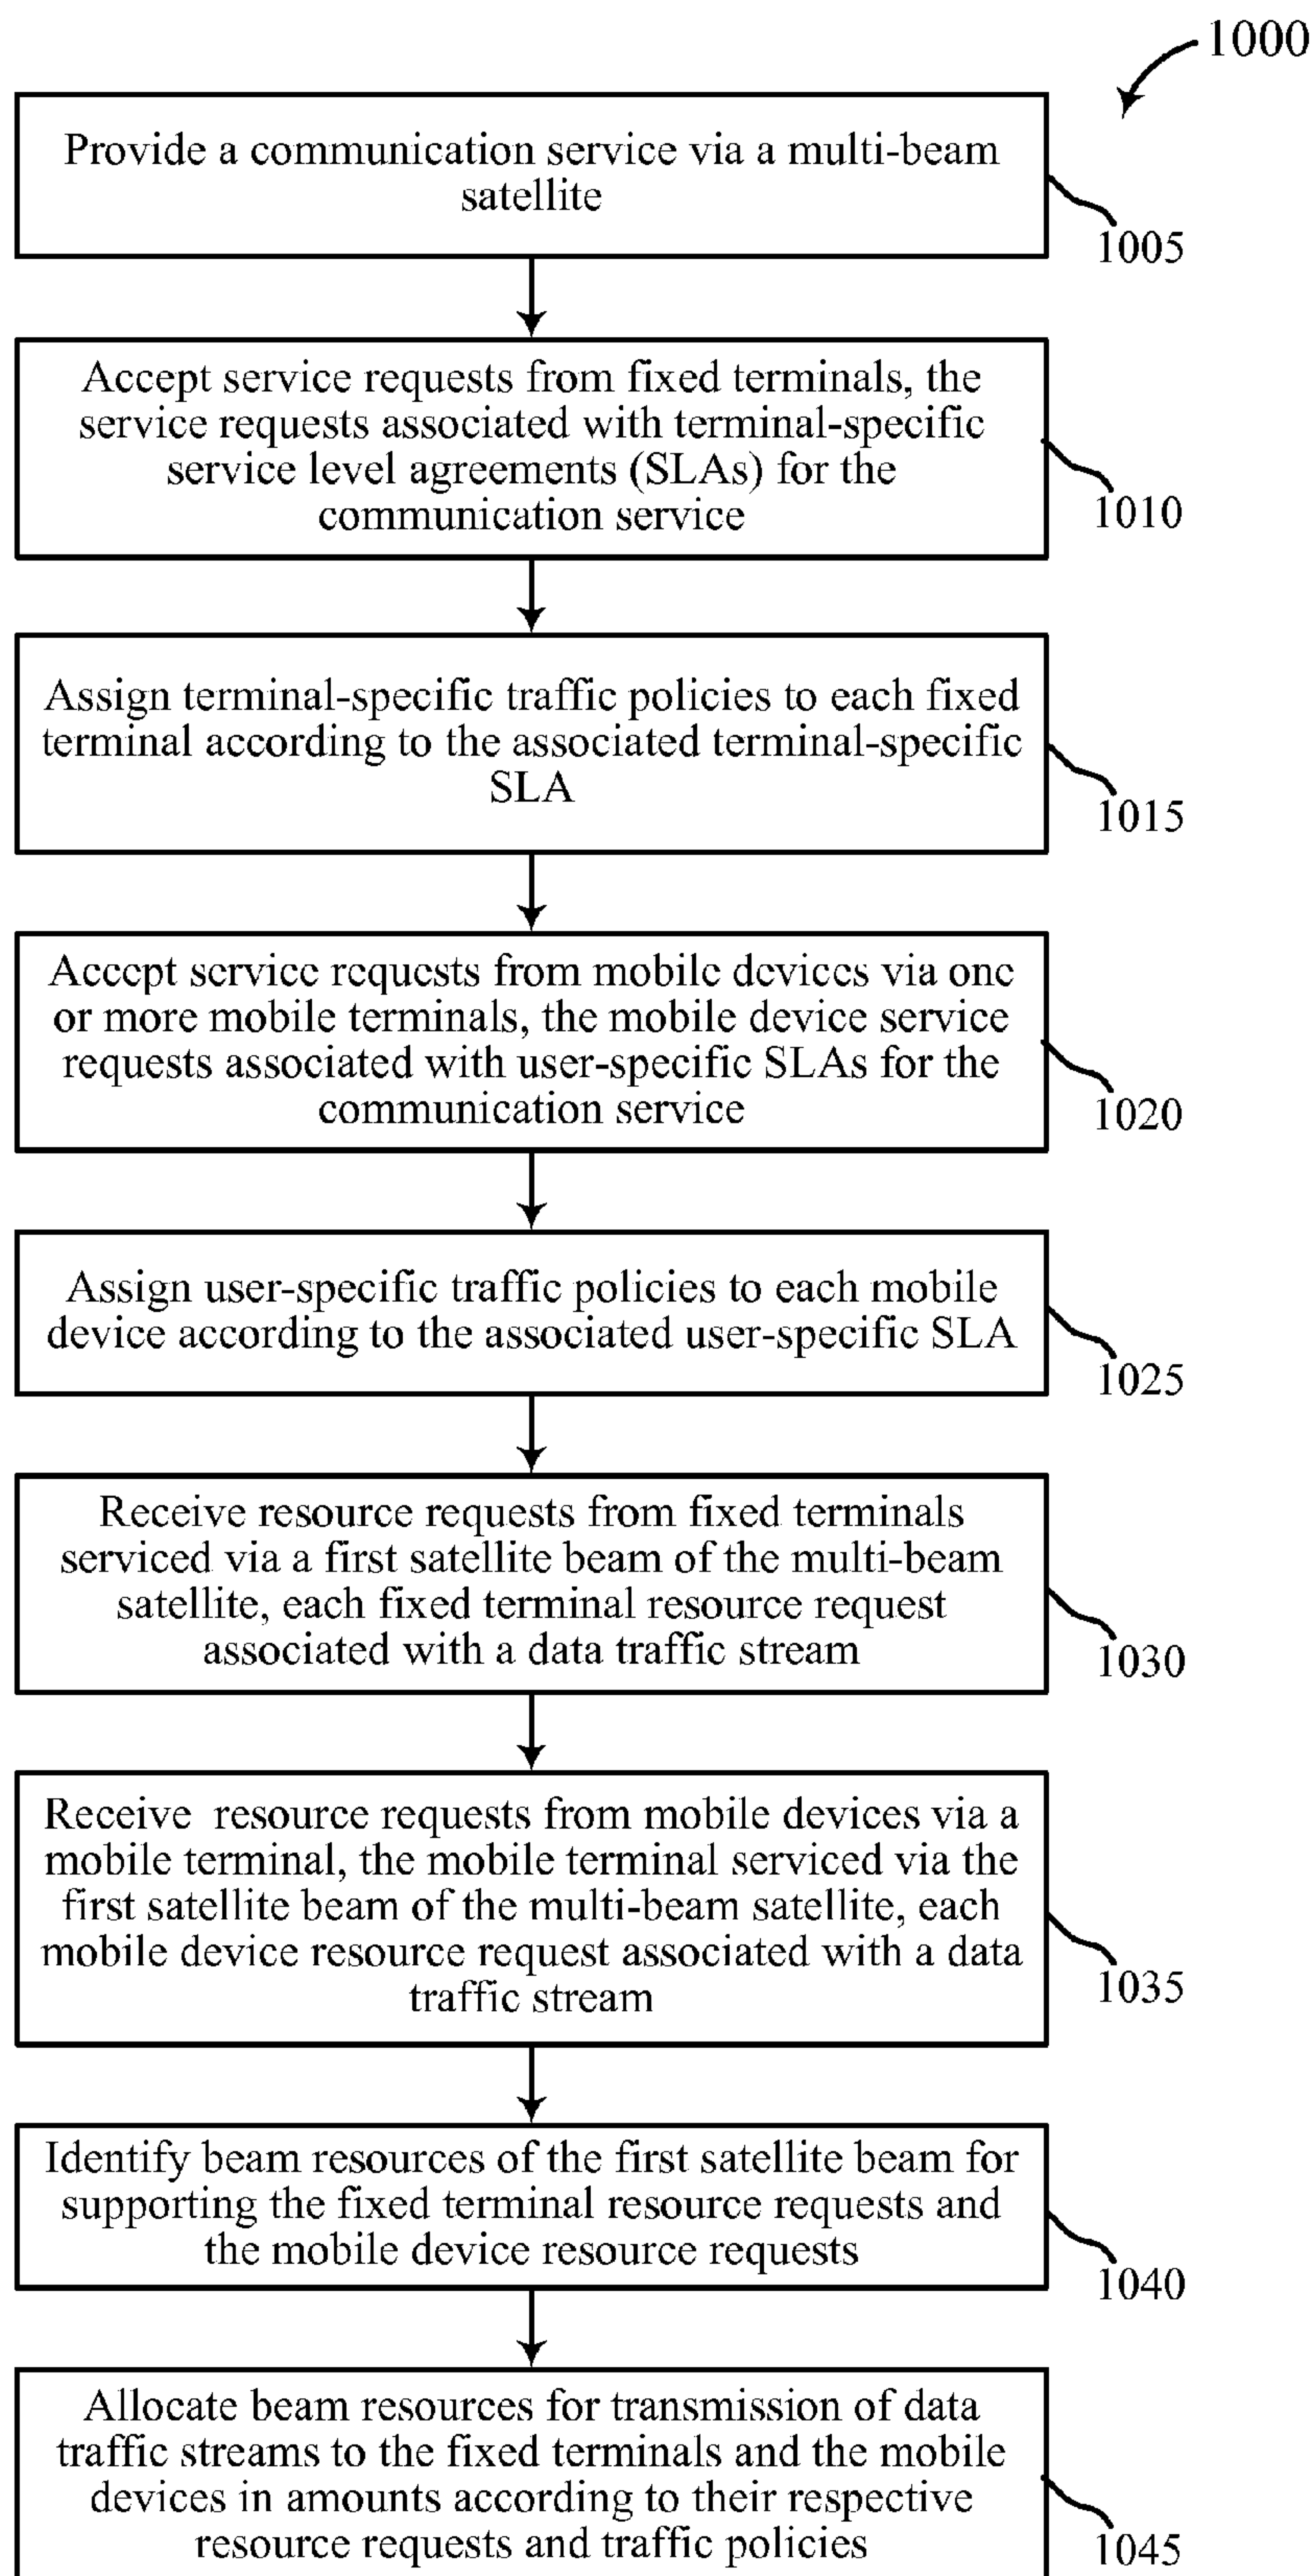 1000
Provide a communication service via a multi-beam
satellite
1005
Accept service requests from fixed terminals, the
service requests associated with terminal-specific
service level agreements (SLAs) for the
communication service
1010
Assign terminal-specific traffic policies to each fixed
terminal according to the associated terminal-specific
SLA
1015
Accept service requests from mobile devices via one
or more mobile terminals, the mobile device service
requests associated with user-specific SLAs for the
communication service
1020
Assign user-specific traffic policies to each mobile
device according to the associated user-specific SLA
1025
Receive resource requests from fixed terminals
serviced via a first satellite beam of the multi-beam
satellite, each fixed terminal resource request
associated with a data traffic stream
1030
Receive resource requests from mobile devices via a
mobile terminal, the mobile terminal serviced via the
first satellite beam of the multi-beam satellite, each
mobile device resource request associated with a data
traffic stream
1035
Identify beam resources of the first satellite beam for
supporting the fixed terminal resource requests and
the mobile device resource requests
1040
Allocate beam resources for transmission of data
traffic streams to the fixed terminals and the mobile
devices in amounts according to their respective
resource requests and traffic policies
1045